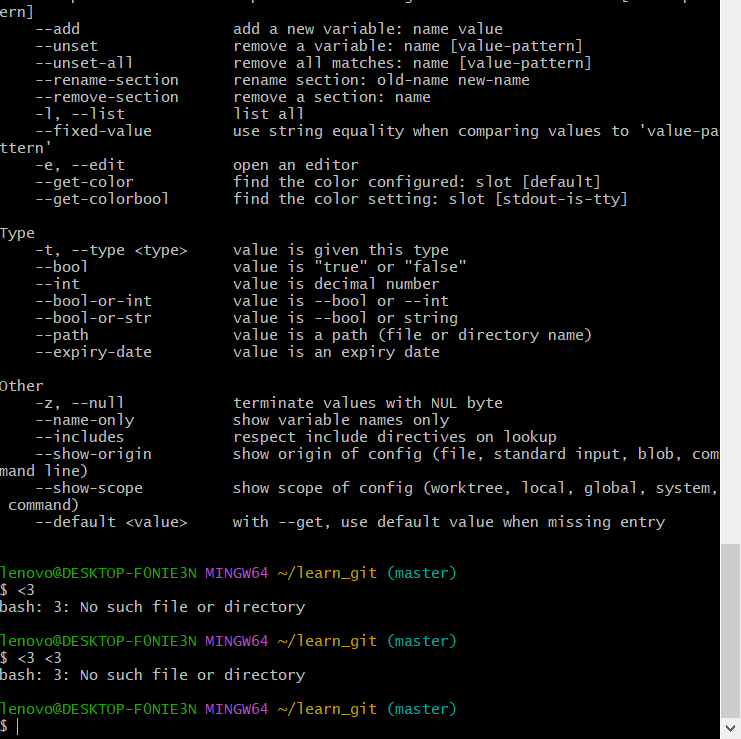 ern]
--add add a new variable: name value
--unset remove a variable: name [value-pattern]
--unset-all remove all matches: name [value-pattern]
--rename-section rename section: old-name new-name
--remove-section remove a section: name
-l, --list list all
--fixed-value use string equality when comparing values to 'value-pa
ttern'
-e, --edit open an editor
--get-color find the color configured: slot [default]
--get-colorbool find the color setting: slot [stdout-is-tty]
Type
-t, --type <type> value is given this type
--bool value is "true" or "false"
--int value is decimal number
--bool-or-int value is --bool or --int
--bool-or-str value is --bool or string
--path value is a path (file or directory name)
--expiry-date value is an expiry date
Other
-z, --null terminate values with NUL byte
--name-only show variable names only
--includes respect include directives on lookup
--show-origin show origin of config (file, standard input, blob, com
mand line)
--show-scope show scope of config (worktree, local, global, system,
command)
--default <value> with --get, use default value when missing entry
lenovo@DESKTOP-FONIE3N MINGW64 ~/learn_git (master)
$ <3
bash: 3: No such file or directory
lenovo@DESKTOP-FONIE3N MINGW64 ~/learn_git (master)
$ <3 <3
bash: 3: No such file or directory
lenovo@DESKTOP-FONIE3N MINGW64 ~/learn_git (master)
$